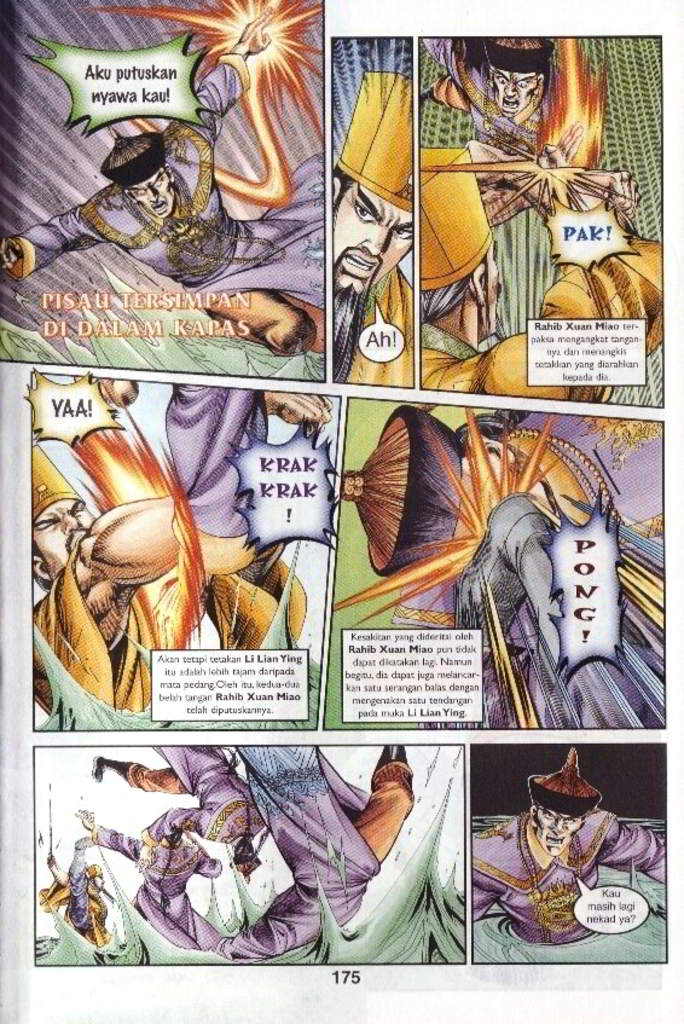 Aku putuskan
nyawa kau!
PISAU TERSIMPAN
DI DALAM KAPAS
Ah!
PAK!
Rahib Xuan Miao ter-
paksa mengangkat tangan-
nya dan menangkis
tetakkan yang diarahkan
kepada dia.
YAA!
KRAK
KRAK
!
Akan tetapi tetakan Li Lian Ying
itu adalah lebih tajam daripada
mata pedang.Oleh itu, kedua-dua
belah tangan Rahib Xuan Miao
telah diputuskannya.
PONG!
Kesakitan yang dideritai oleh
Rahib Xuan Miao pun tidak
dapat dikatakan lagi. Namun
begitu, dia dapat juga melancar-
kan satu serangan balas dengan
mengenakan satu tendangan
pada muka Li Lian Ying.
Kau
masih lagi
nekad ya?
175